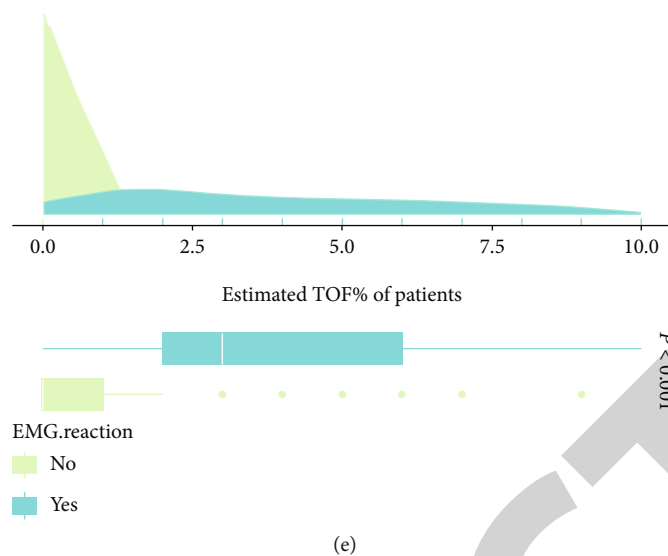 0.0 2.5 5.0 7.5 10.0
Estimated TOF% of patients
P < 0.001
EMG.reaction
No
Yes
(e)